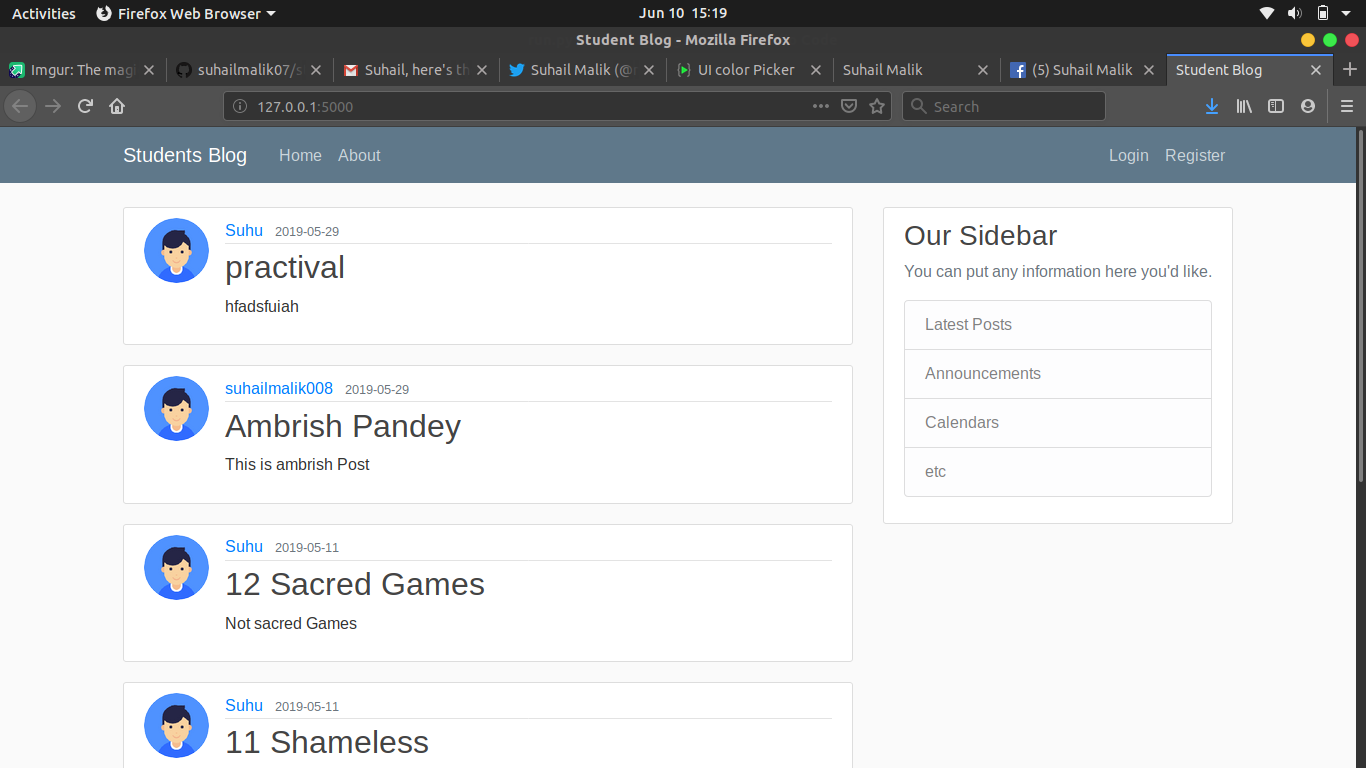 Activities Firefox Web Browser Jun 10 15:19
Student Blog - Mozilla Firefox
Imgur: The mag suhailmalik07/s Suhail, here's th Suhail Malik (@ UI color Picker Suhail Malik (5) Suhail Malik Student Blog
127.0.0.1:5000 Search
Students Blog Home About Login Register
Suhu 2019-05-29
practival
hfadsfuiah
suhailmalik008 2019-05-29
Ambrish Pandey
This is ambrish Post
Suhu 2019-05-11
12 Sacred Games
Not sacred Games
Suhu 2019-05-11
11 Shameless
Our Sidebar
You can put any information here you'd like.
Latest Posts
Announcements
Calendars
etc